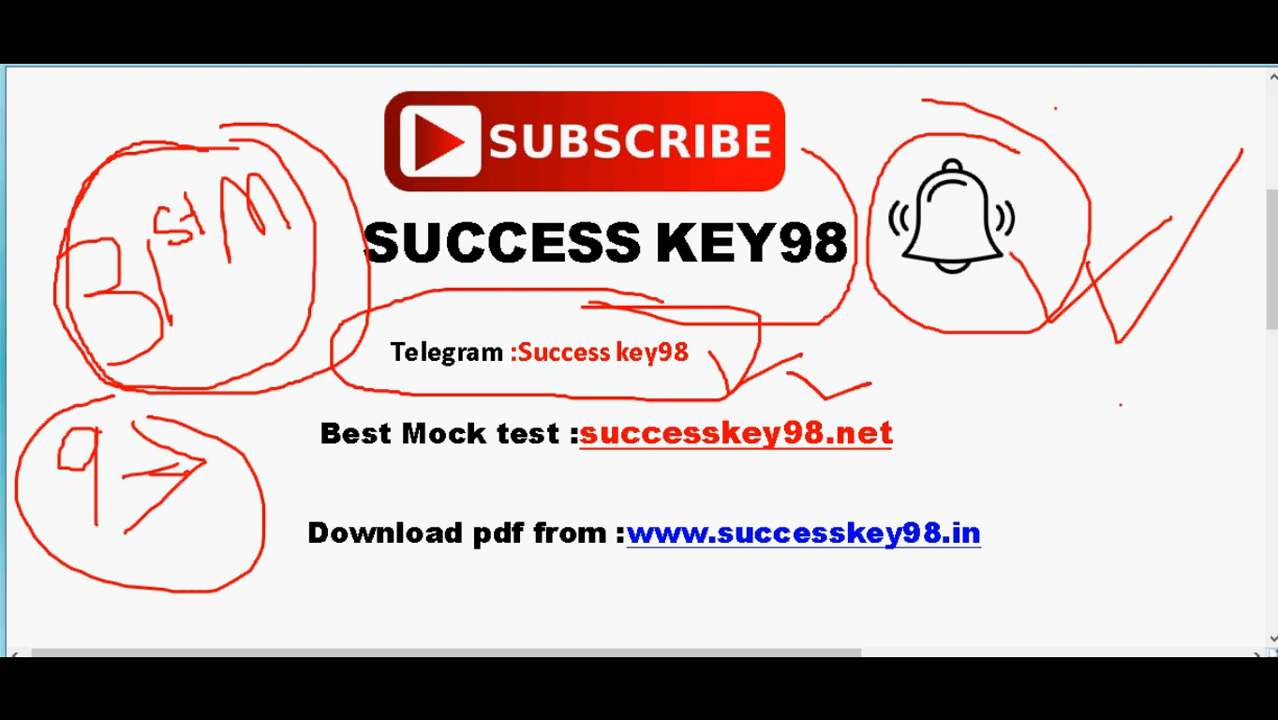 SUBSCRIBE
SUCCESS KEY98
Telegram :Success key98
Best Mock test :successkey98.net
Download pdf from :www.successkey98.in